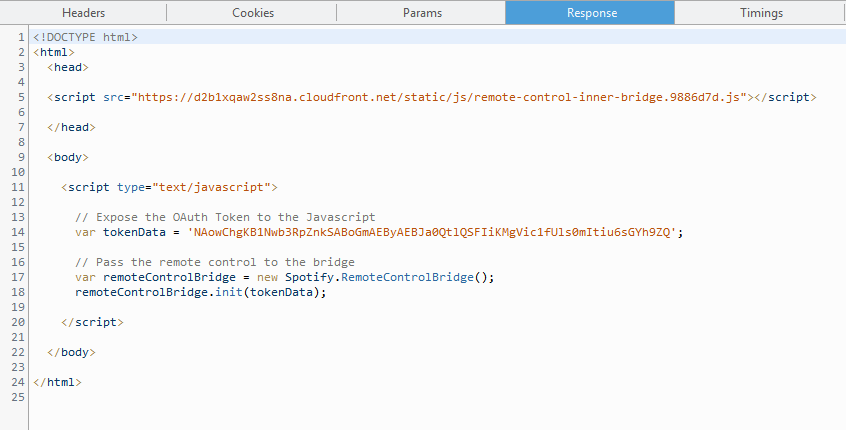 Headers Cookies Params Response Timings
1 <!DOCTYPE html>
2 <html>
3 <head>
4
5 <script src="https://d2b1xqaw2ss8na.cloudfront.net/static/js/remote-control-inner-bridge.9886d7d.js"></script>
6
7 </head>
8
9 <body>
10
11 <script type="text/javascript">
12
13 // Expose the OAuth Token to the Javascript
14 var tokenData = 'NAowChgKB1Nwb3RpZnkSABoGmAEByAEBJa0QtlQSFIiKMgVic1fUls0mItiu6sGYh9ZQ';
15
16 // Pass the remote control to the bridge
17 var remoteControlBridge = new Spotify.RemoteControlBridge();
18 remoteControlBridge.init(tokenData);
19
20 </script>
21
22 </body>
23
24 </html>
25